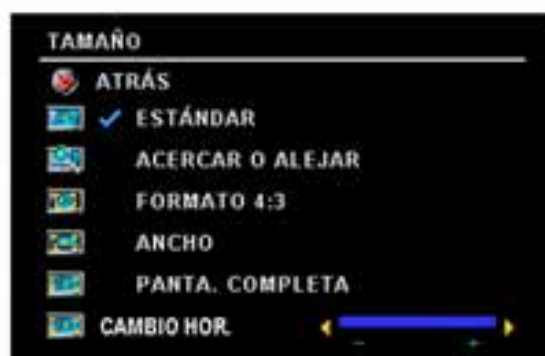 TAMAÑO
ATRÁS
ESTÁNDAR
ACERCAR O ALEJAR
FORMATO 4:3
ANCHO
PANTA. COMPLETA
CAMBIO HOR.
- +